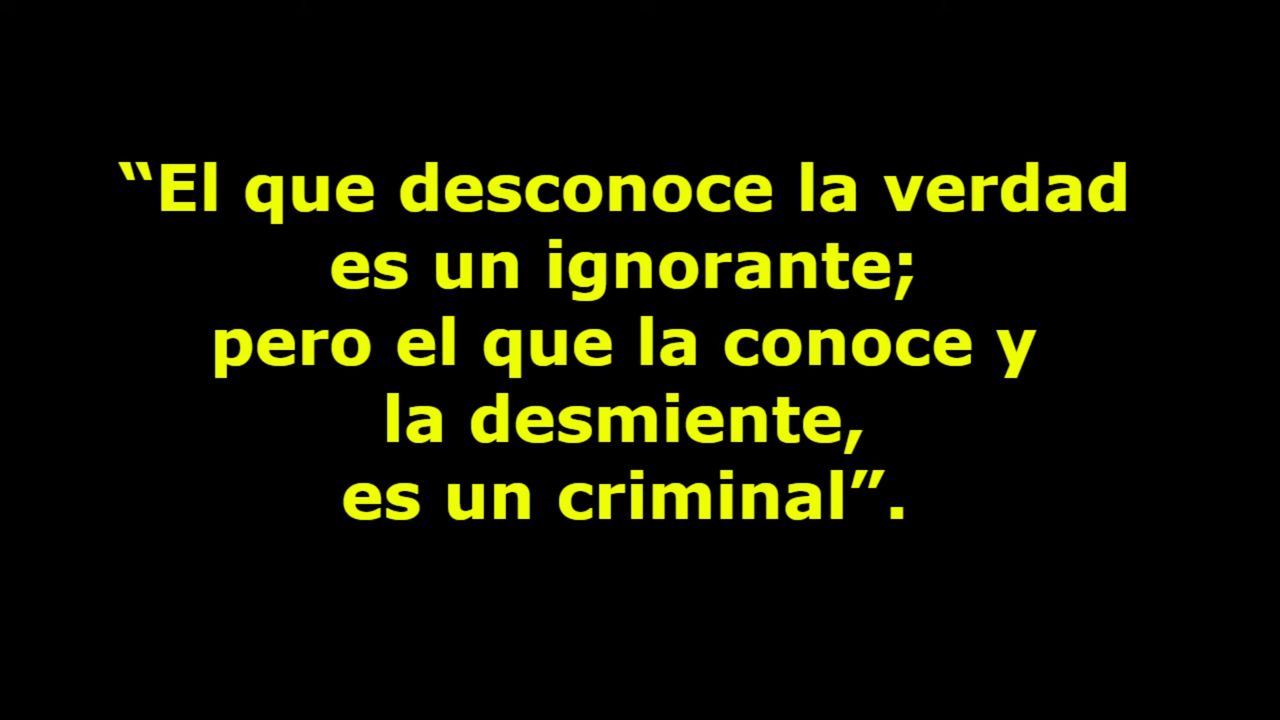 “El que desconoce la verdad
es un ignorante;
pero el que la conoce y
la desmiente,
es un criminal”.